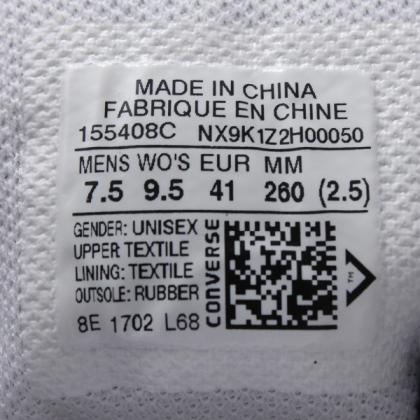 MADE IN CHINA
FABRIQUE EN CHINE
155408C NX9K1Z2H00050
MENS WO'S EUR MM
7.5 9.5 41 260 (2.5)
GENDER: UNISEX
UPPER TEXTILE
LINING: TEXTILE
OUTSOLE: RUBBER
8E 1702 L68
CONVERSE
TM